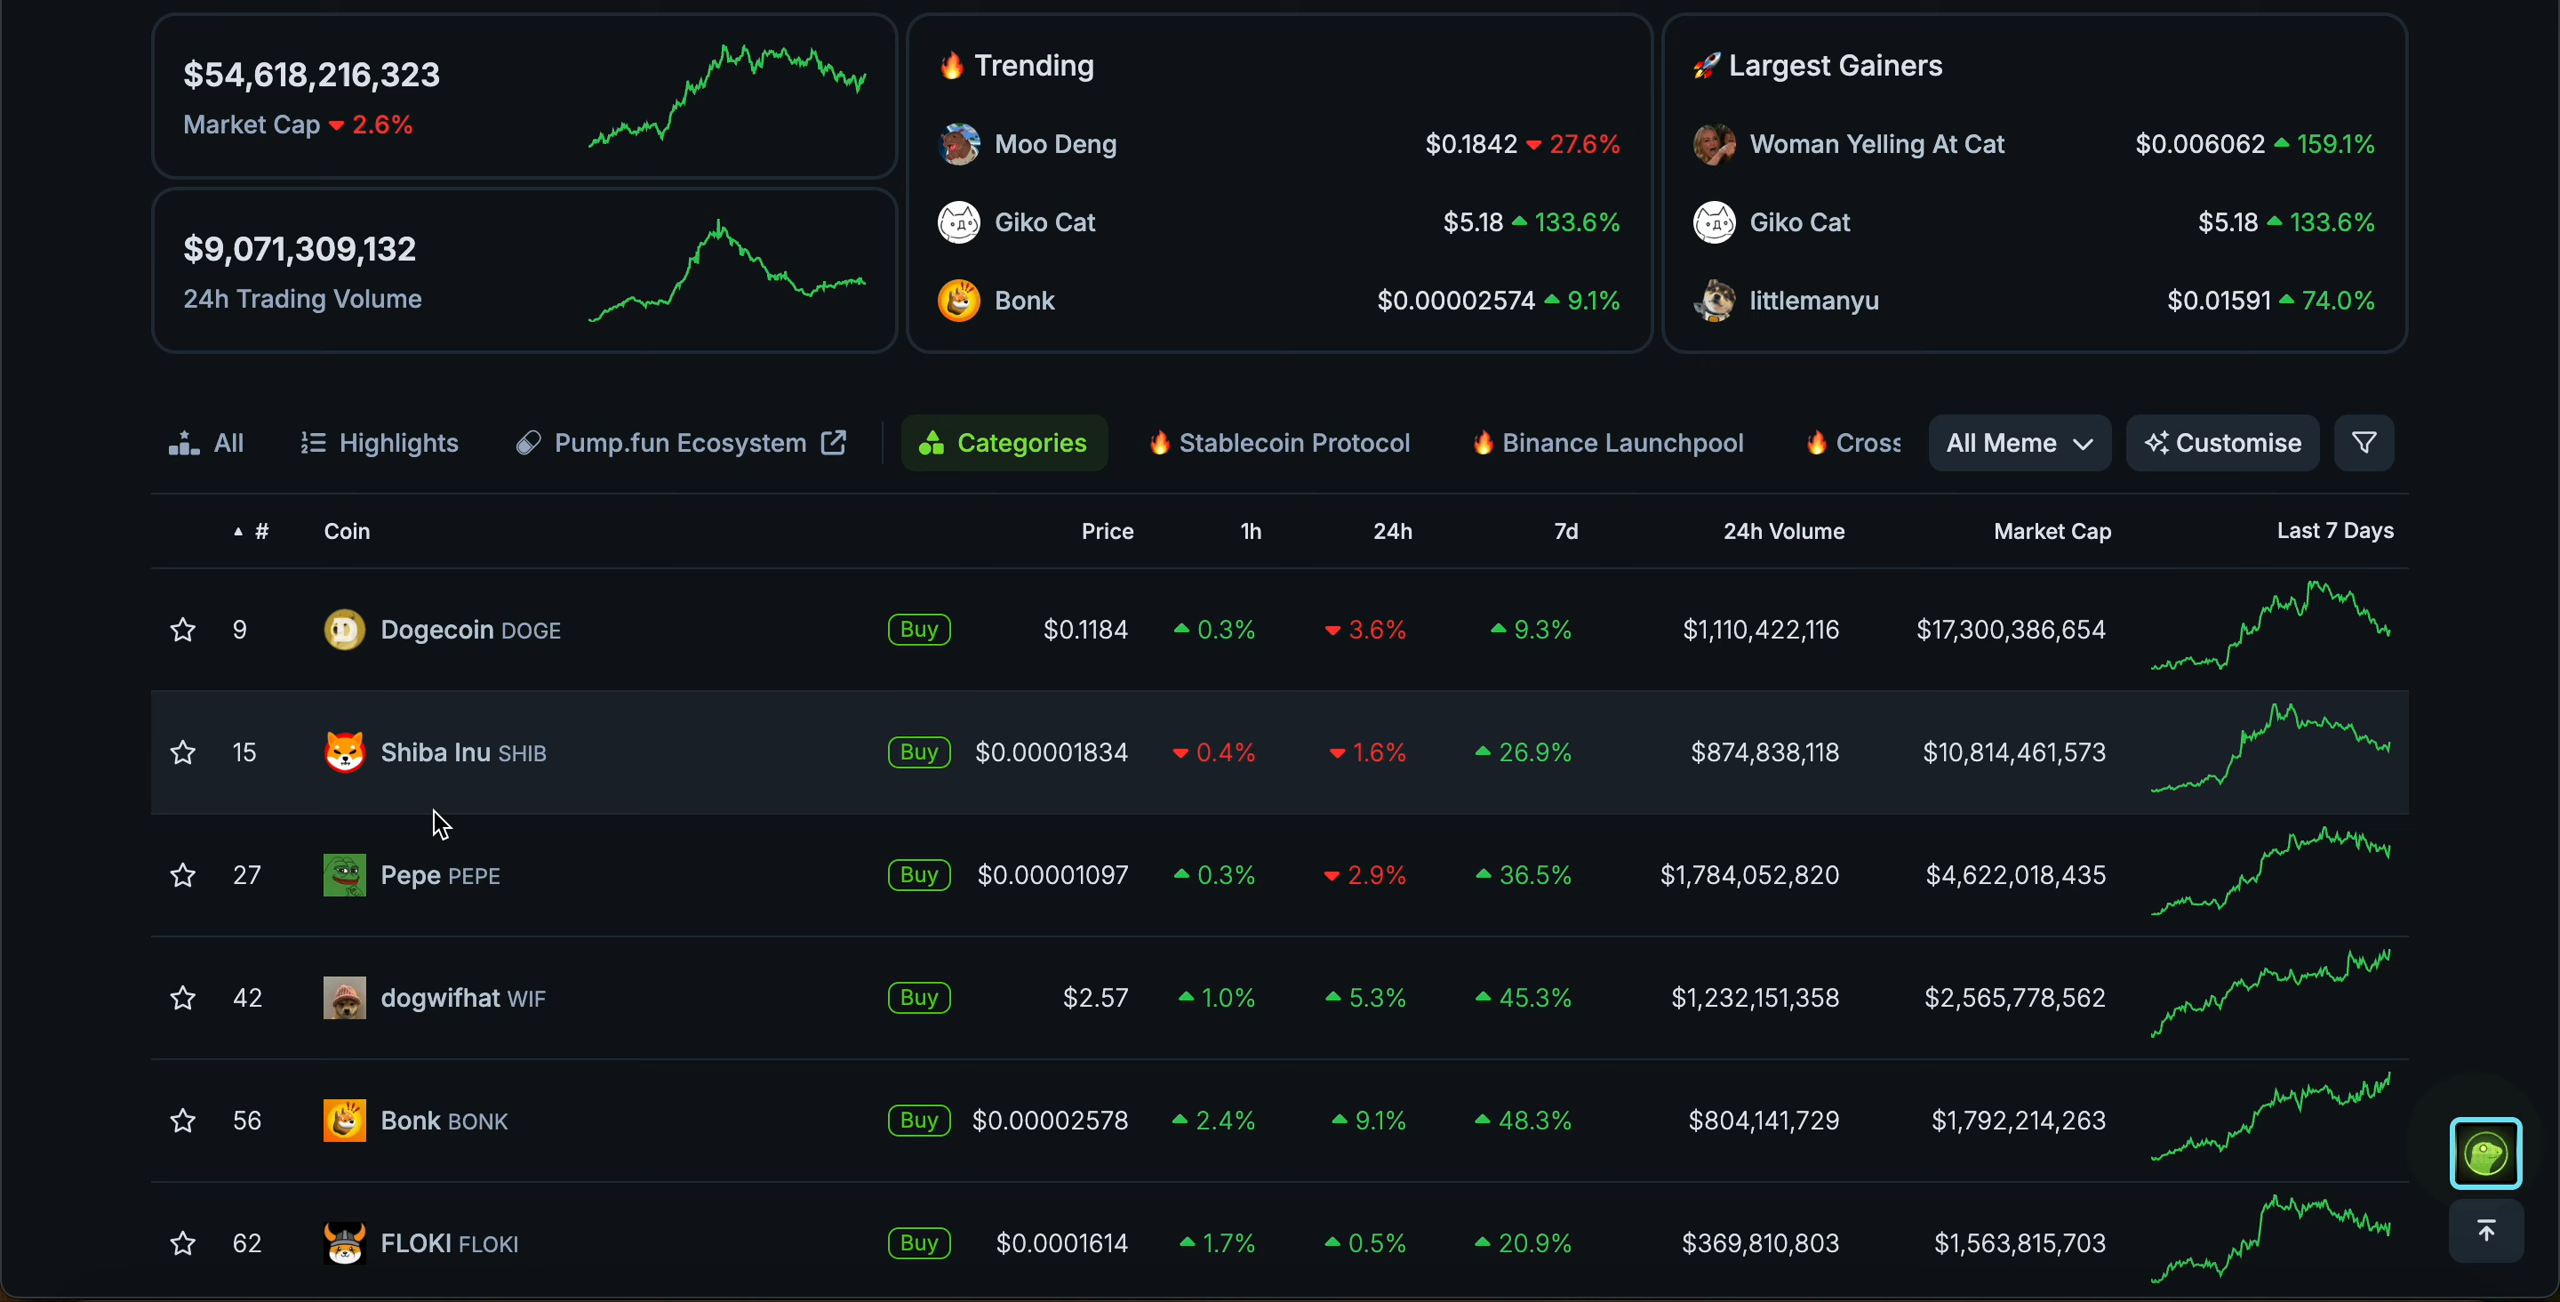 $54,618,216,323
Market Cap ▼ 2.6%
$9,071,309,132
24h Trading Volume
🔥 Trending
Moo Deng $0.1842 ▼ 27.6%
Giko Cat $5.18 ▲ 133.6%
Bonk $0.00002574 ▲ 9.1%
🚀 Largest Gainers
Woman Yelling At Cat $0.006062 ▲ 159.1%
Giko Cat $5.18 ▲ 133.6%
littlemanyu $0.01591 ▲ 74.0%
All Highlights Pump.fun Ecosystem Categories 🔥 Stablecoin Protocol 🔥 Binance Launchpool 🔥 Cross All Meme Customise
▲ # Coin Price 1h 24h 7d 24h Volume Market Cap Last 7 Days
9 Dogecoin DOGE Buy $0.1184 ▲ 0.3% ▼ 3.6% ▲ 9.3% $1,110,422,116 $17,300,386,654
15 Shiba Inu SHIB Buy $0.00001834 ▼ 0.4% ▼ 1.6% ▲ 26.9% $874,838,118 $10,814,461,573
27 Pepe PEPE Buy $0.00001097 ▲ 0.3% ▼ 2.9% ▲ 36.5% $1,784,052,820 $4,622,018,435
42 dogwifhat WIF Buy $2.57 ▲ 1.0% ▲ 5.3% ▲ 45.3% $1,232,151,358 $2,565,778,562
56 Bonk BONK Buy $0.00002578 ▲ 2.4% ▲ 9.1% ▲ 48.3% $804,141,729 $1,792,214,263
62 FLOKI FLOKI Buy $0.0001614 ▲ 1.7% ▲ 0.5% ▲ 20.9% $369,810,803 $1,563,815,703